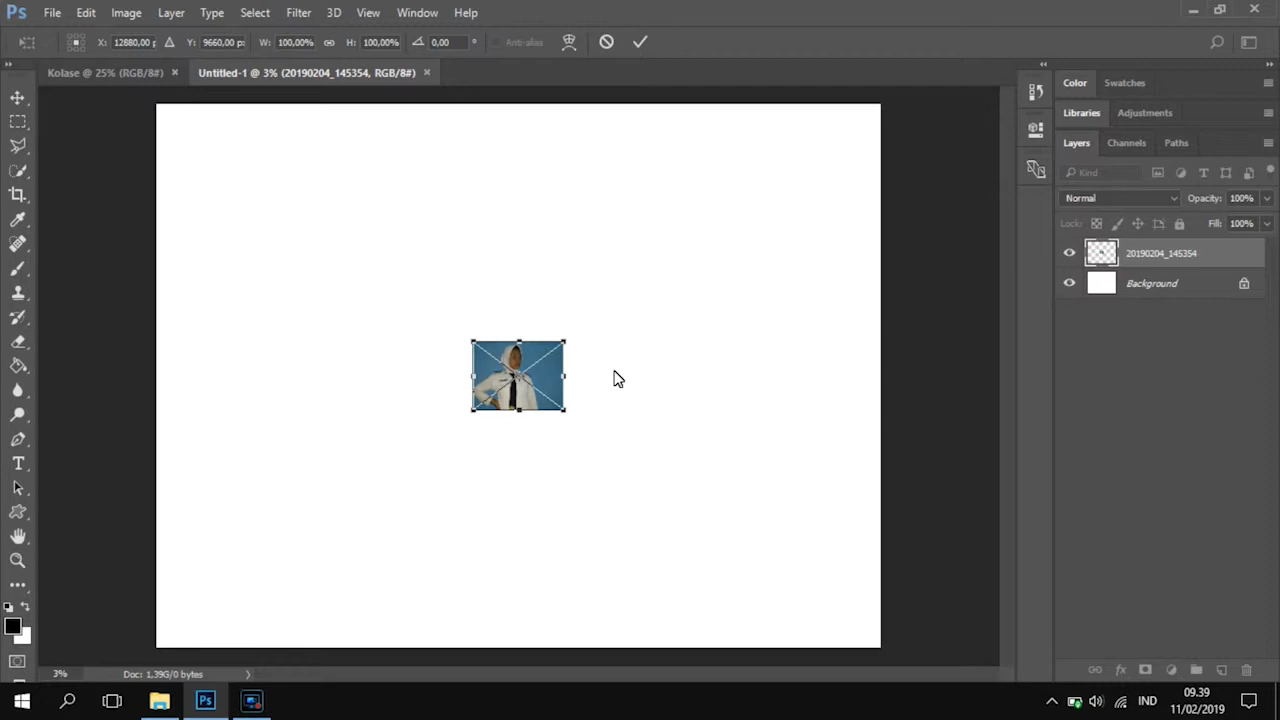 Ps File Edit Image Layer Type Select Filter 3D View Window Help
X: 12880,00 p Y: 9660,00 px W: 100,00% H: 100,00% 0,00 ° Anti-alias
Kolase @ 25% (RGB/8#) × Untitled-1 @ 3% (20190204_145354, RGB/8#) ×
Color Swatches
Libraries Adjustments
Layers Channels Paths
Kind
Normal Opacity: 100%
Lock: Fill: 100%
20190204_145354
Background
3% Doc: 1,39G/0 bytes
Ps IND 09.39
11/02/2019